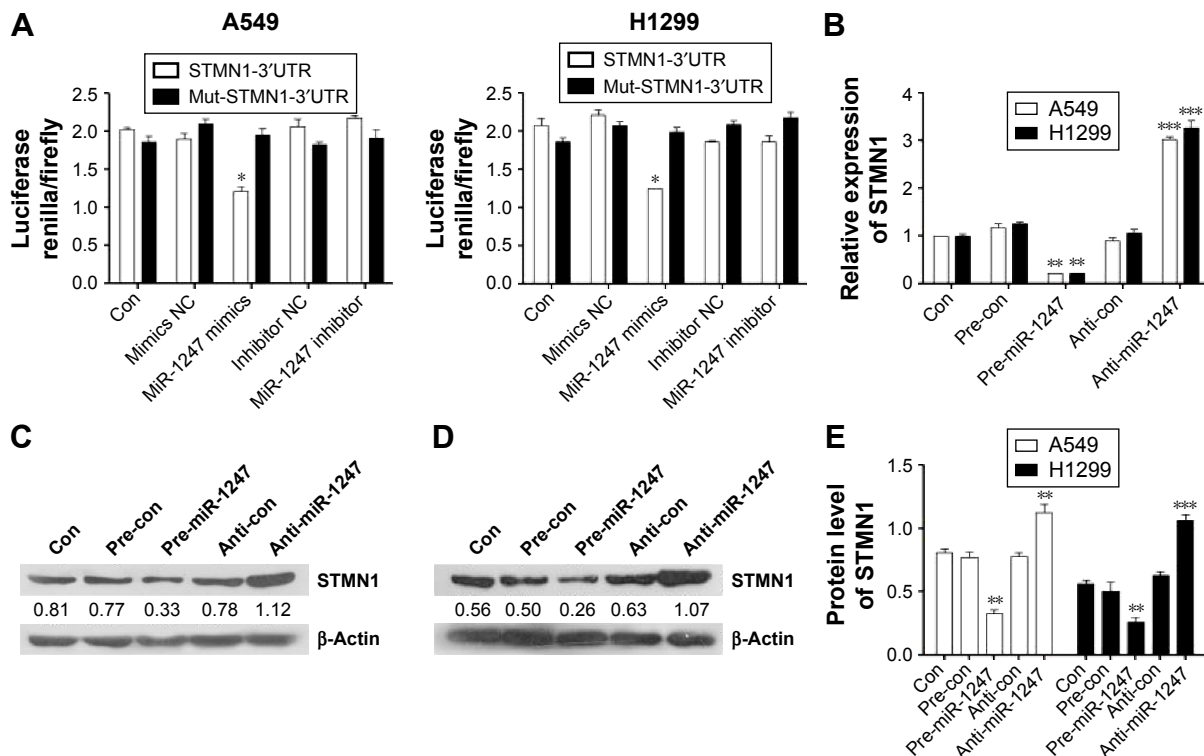 A
A549
STMN1-3′UTR
Mut-STMN1-3′UTR
Luciferase
renilla/firefly
2.5
2.0
1.5
1.0
0.5
0.0
*
Con
Mimics NC
MiR-1247 mimics
Inhibitor NC
MiR-1247 inhibitor
H1299
STMN1-3′UTR
Mut-STMN1-3′UTR
Luciferase
renilla/firefly
2.5
2.0
1.5
1.0
0.5
0.0
*
Con
Mimics NC
MiR-1247 mimics
Inhibitor NC
MiR-1247 inhibitor
B
A549
H1299
Relative expression
of STMN1
4
3
2
1
0
** **
*** ***
Con
Pre-con
Pre-miR-1247
Anti-con
Anti-miR-1247
C
Con
Pre-con
Pre-miR-1247
Anti-con
Anti-miR-1247
STMN1
0.81 0.77 0.33 0.78 1.12
β-Actin
D
Con
Pre-con
Pre-miR-1247
Anti-con
Anti-miR-1247
STMN1
0.56 0.50 0.26 0.63 1.07
β-Actin
E
A549
H1299
Protein level
of STMN1
1.5
1.0
0.5
0.0
**
**
**
***
Con
Pre-con
Pre-miR-1247
Anti-con
Anti-miR-1247
Con
Pre-con
Pre-miR-1247
Anti-con
Anti-miR-1247